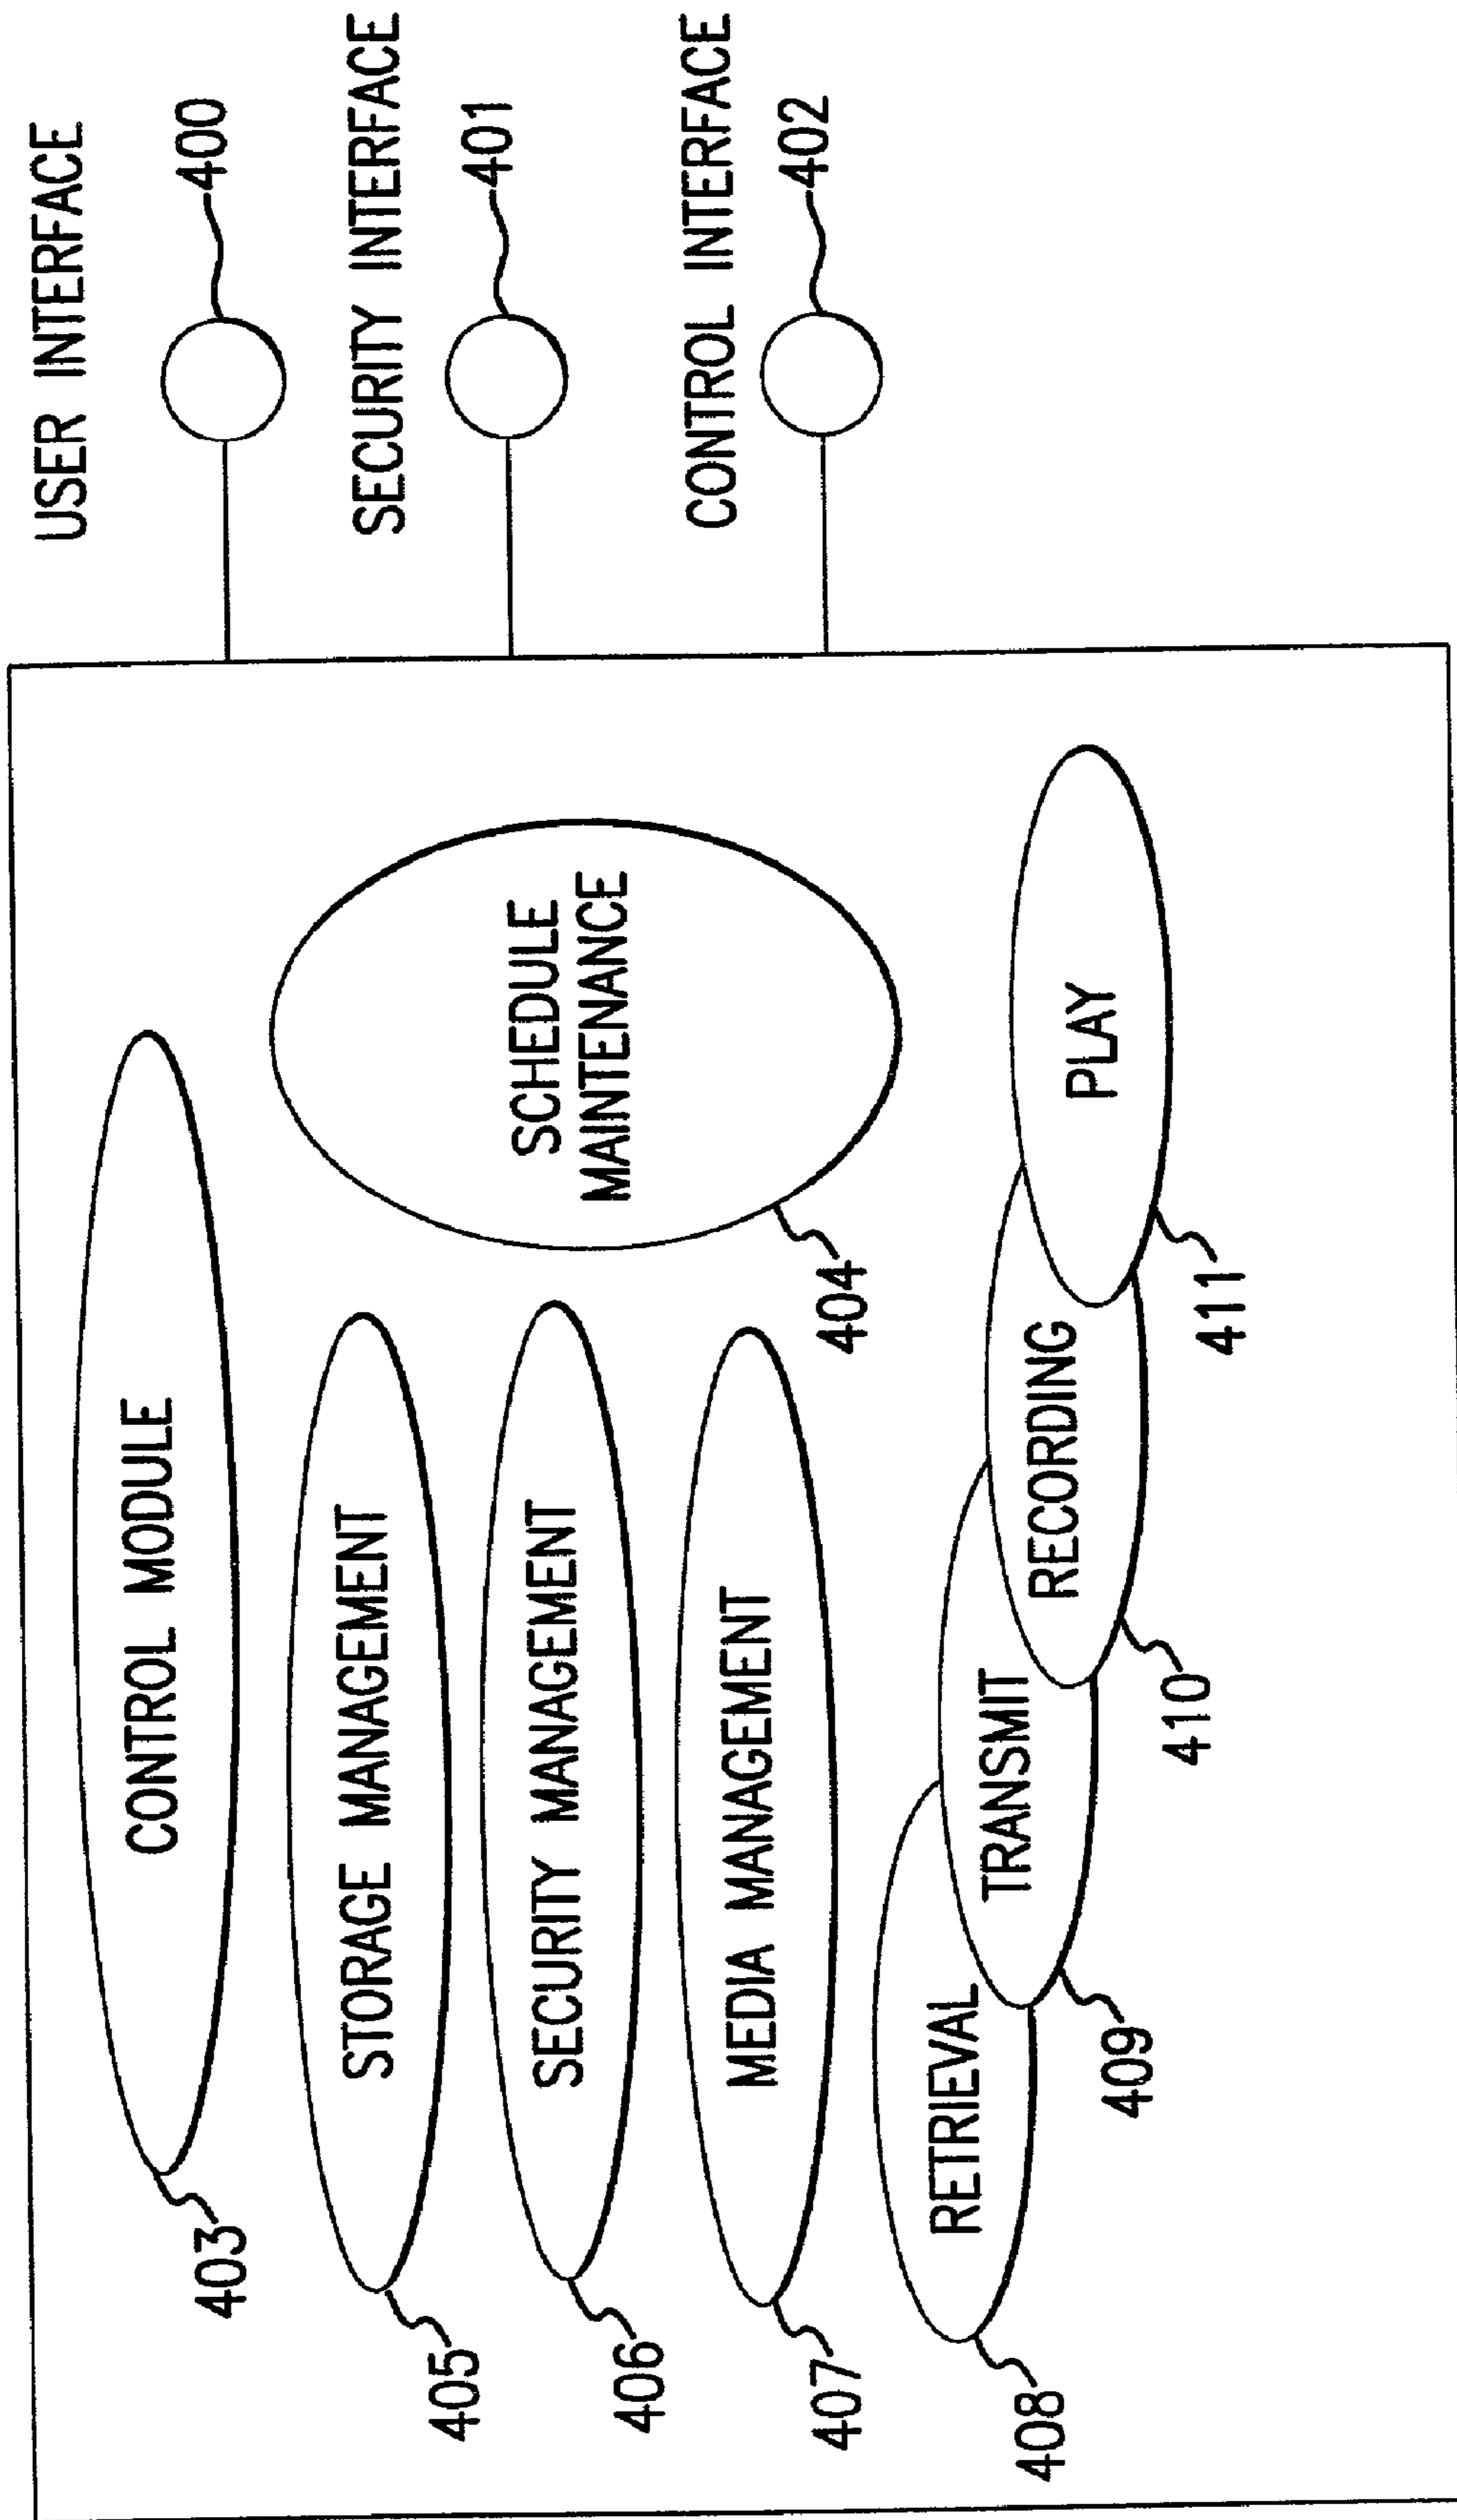 USER INTERFACE
400
SECURITY INTERFACE
401
CONTROL INTERFACE
402
CONTROL MODULE
403
SCHEDULE
MAINTENANCE
404
STORAGE MANAGEMENT
405
SECURITY MANAGEMENT
406
MEDIA MANAGEMENT
407
RETRIEVAL
408
TRANSMIT
409
RECORDING
410
PLAY
411